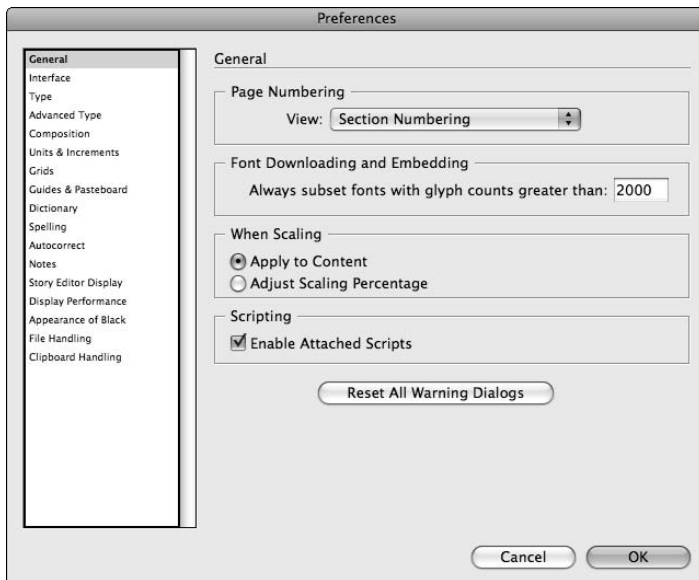 Preferences
General
Interface
Type
Advanced Type
Composition
Units & Increments
Grids
Guides & Pasteboard
Dictionary
Spelling
Autocorrect
Notes
Story Editor Display
Display Performance
Appearance of Black
File Handling
Clipboard Handling
General
Page Numbering
View: Section Numbering
Font Downloading and Embedding
Always subset fonts with glyph counts greater than: 2000
When Scaling
Apply to Content
Adjust Scaling Percentage
Scripting
Enable Attached Scripts
Reset All Warning Dialogs
Cancel OK